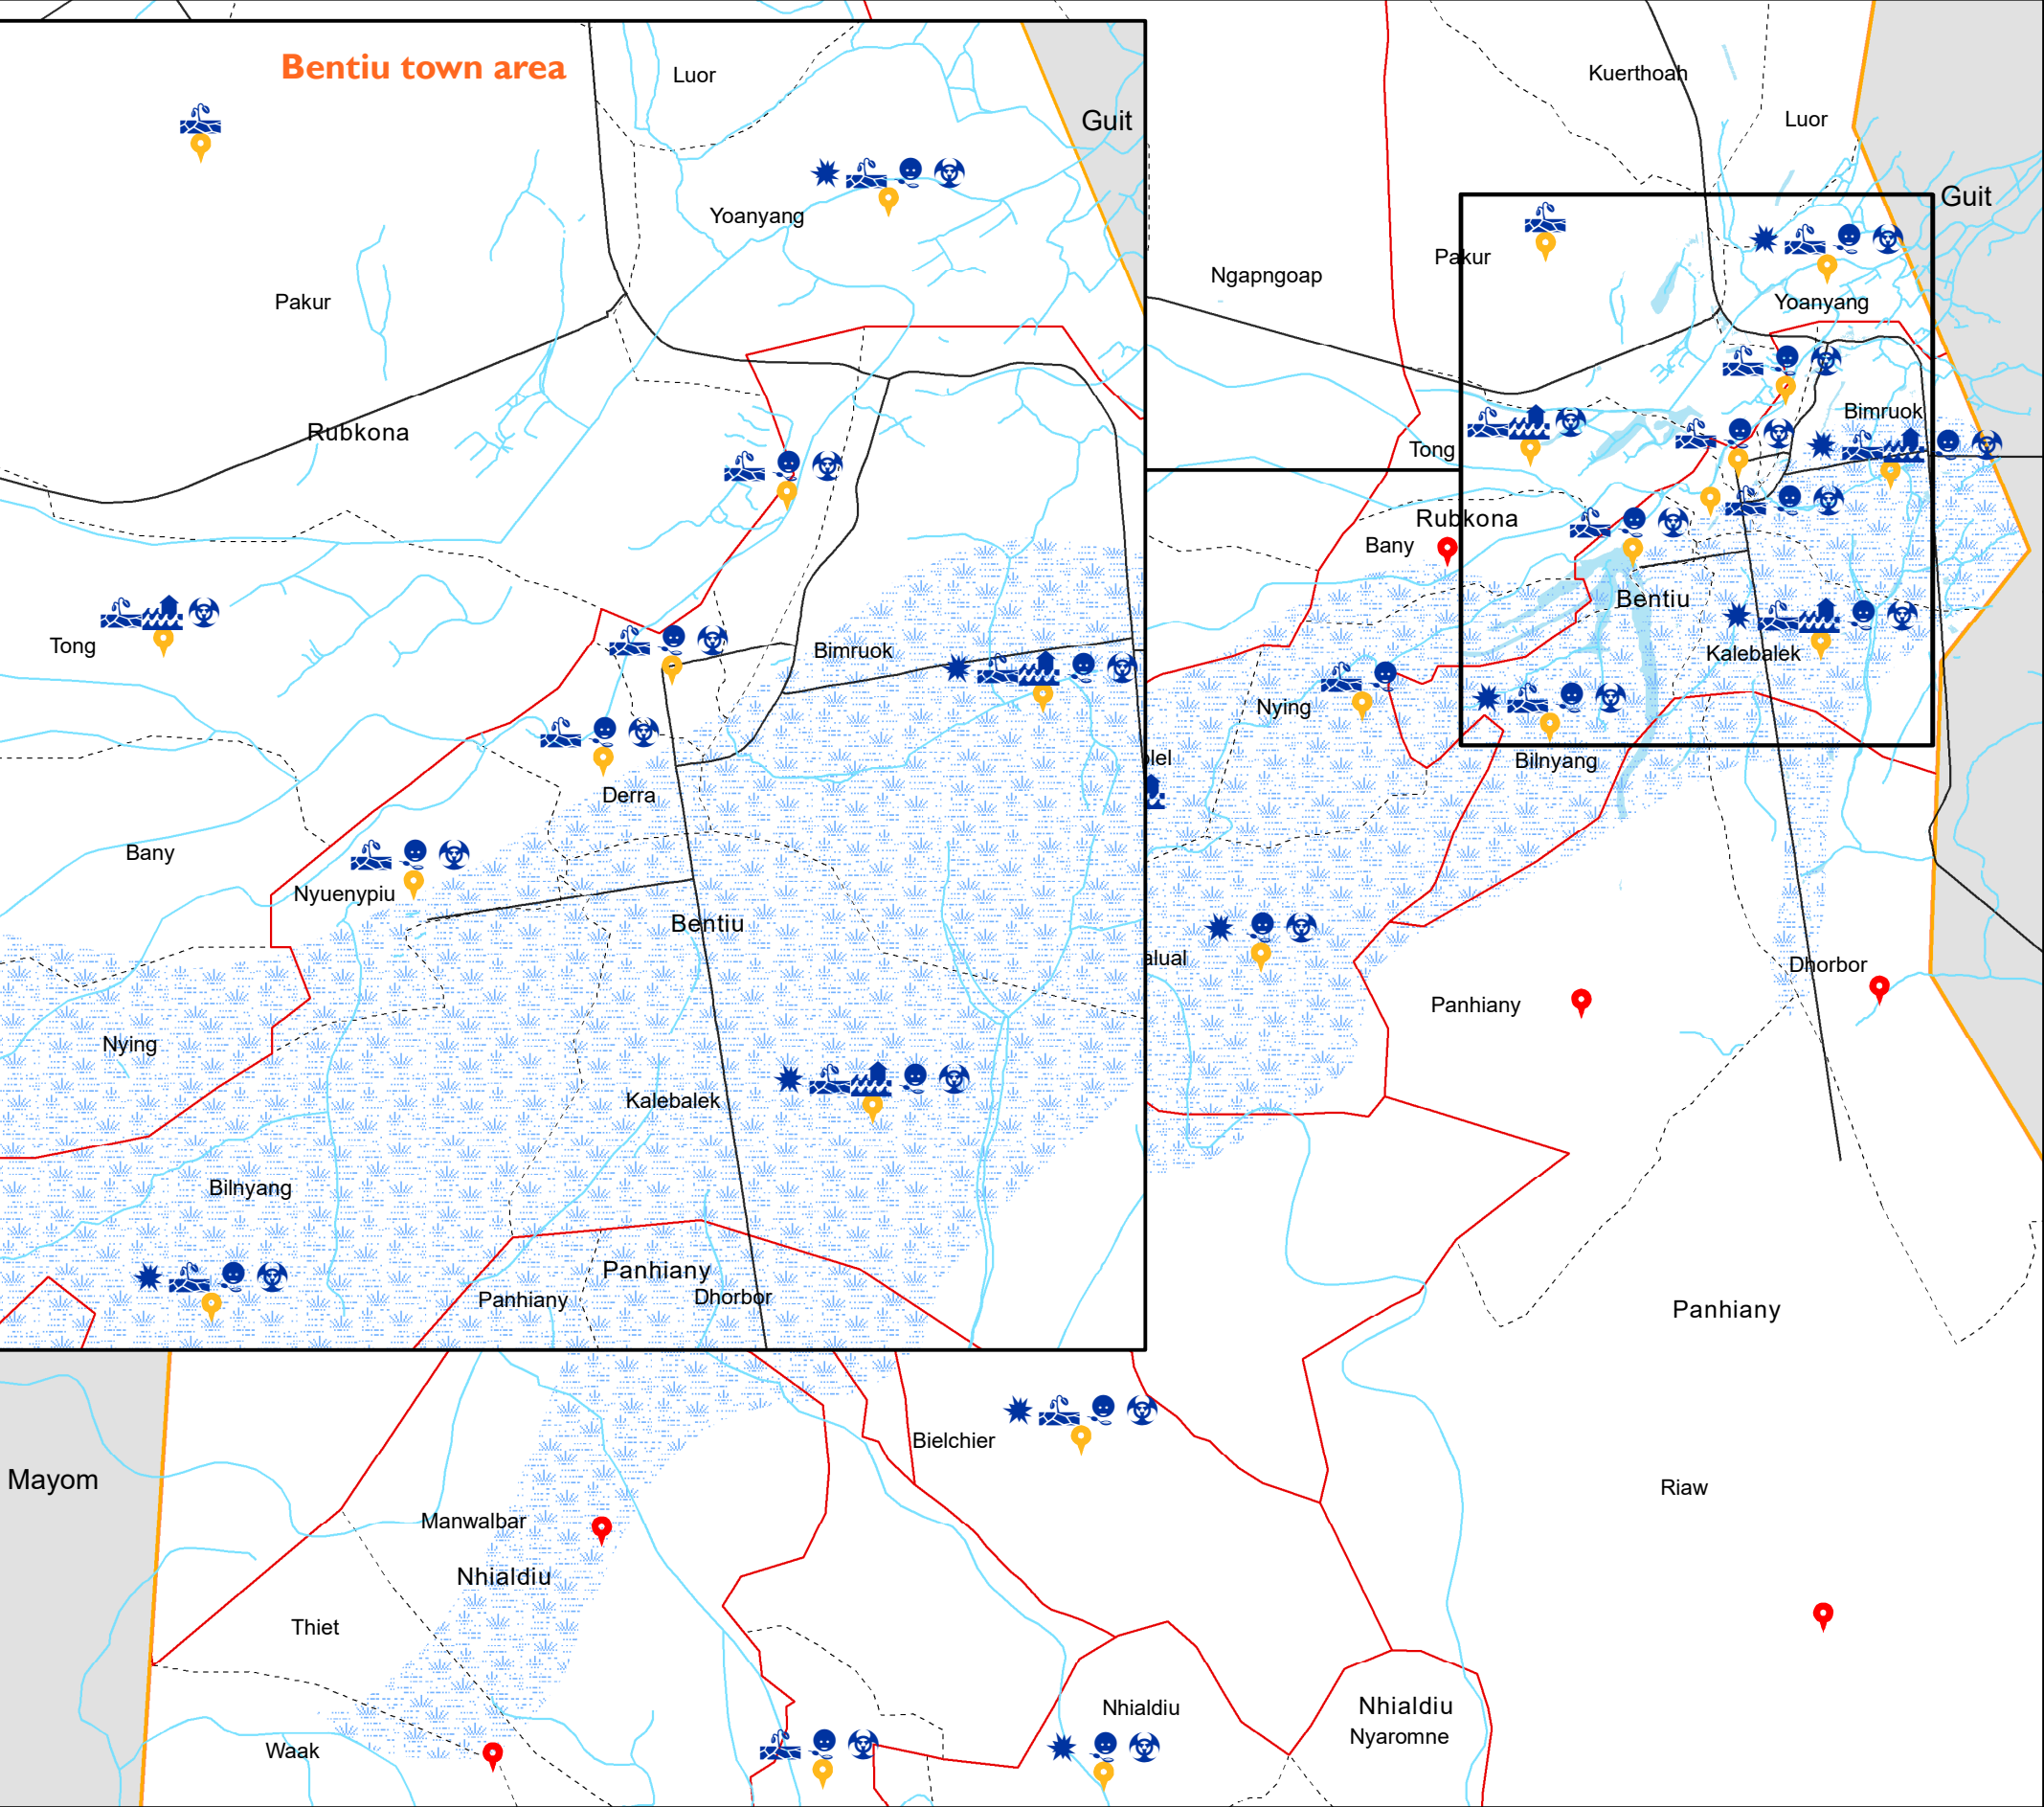 Bentiu town area
Luor
Guit
Yoanyang
Pakur
Rubkona
Tong
Bimruok
Derra
Bany
Nyuenypiu
Bentiu
Nying
Kalebalek
Bilnyang
Panhiany
Panhiany
Dhorbor
Kuerthoah
Luor
Guit
Pakur
Ngapngoap
Yoanyang
Bimruok
Tong
Rubkona
Bany
Bentiu
Kalebalek
Nying
Bilnyang
lel
alual
Dhorbor
Panhiany
Panhiany
Bielchier
Mayom
Riaw
Manwalbar
Nhialdiu
Thiet
Nhialdiu
Nhialdiu
Nyaromne
Waak